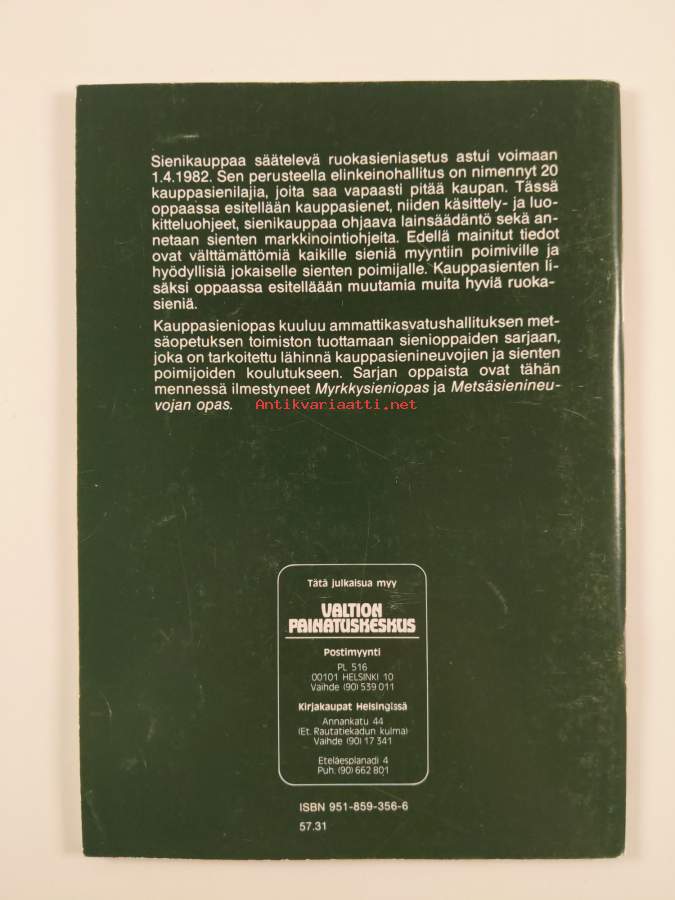 Sienikauppaa säätelevä ruokasieniasetus astui voimaan
1.4.1982. Sen perusteella elinkeinohallitus on nimennyt 20
kauppasienilajia, joita saa vapaasti pitää kaupan. Tässä
oppaassa esitellään kauppasienet, niiden käsittely- ja luo-
kitteluohjeet, sienikauppaa ohjaava lainsäädäntö sekä an-
netaan sienten markkinointiohjeita. Edellä mainitut tiedot
ovat välttämättömiä kaikille sieniä myyntiin poimiville ja
hyödyllisiä jokaiselle sienten poimijalle. Kauppasienten li-
säksi oppaassa esitelläään muutamia muita hyviä ruoka-
sieniä.
Kauppasieniopas kuuluu ammattikasvatushallituksen met-
säopetuksen toimiston tuottamaan sienioppaiden sarjaan,
joka on tarkoitettu lähinnä kauppasienineuvojien ja sienten
poimijoiden koulutukseen. Sarjan oppaista ovat tähän
mennessä ilmestyneet Myrkkysieniopas ja Metsäsienineu-
vojan opas.
Antikvariaatti.net
Tätä julkaisua myy
VALTION
PAINATUSKESKUS
Postimyynti
PL 516
00101 HELSINKI 10
Vaihde (90) 539 011
Kirjakaupat Helsingissä
Annankatu 44
(Et. Rautatiekadun kulma)
Vaihde (90) 17 341
Eteläesplanadi 4
Puh. (90) 662 801
ISBN 951-859-356-6
57.31